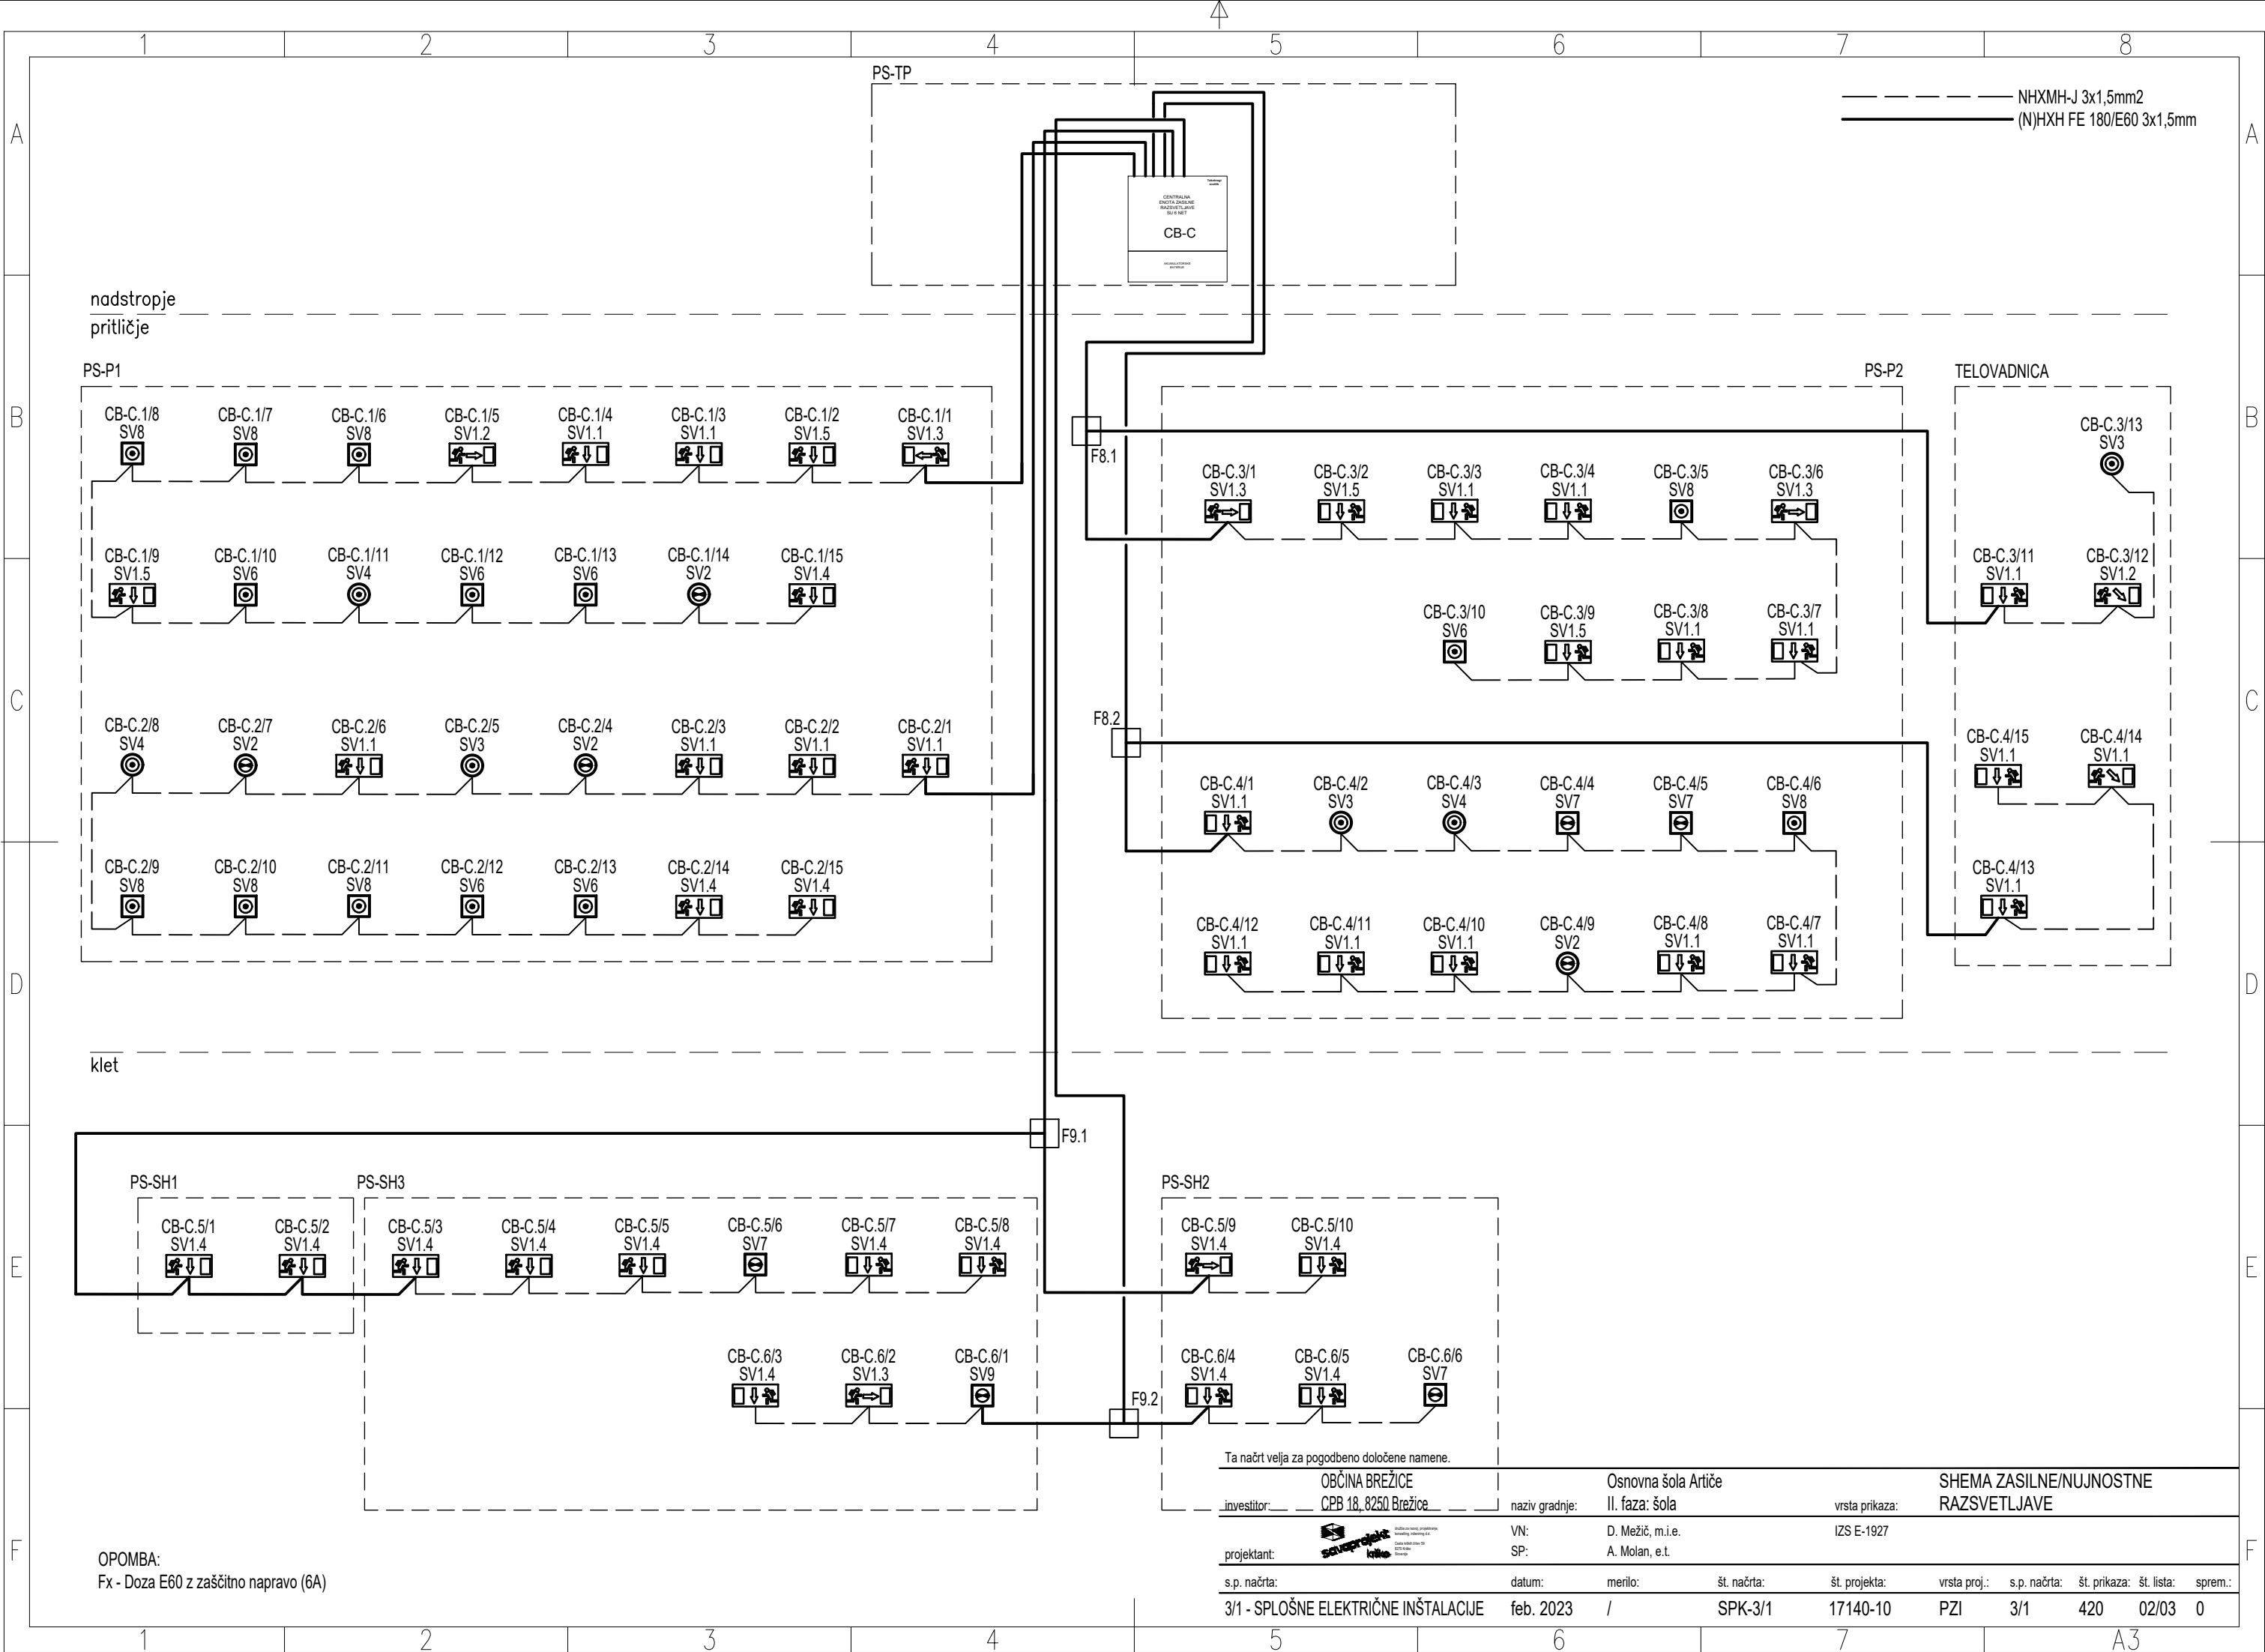 1 2 3 4 5 6 7 8
A A
B B
C C
D D
E E
F F
PS-TP
NHXMH-J 3x1,5mm2
(N)HXH FE 180/E60 3x1,5mm
CENTRALNA
ENOTA ZASILNE
RAZSVETLJAVE
CB-C
nadstropje
pritličje
PS-P1
CB-C.1/8 CB-C.1/7 CB-C.1/6 CB-C.1/5 CB-C.1/4 CB-C.1/3 CB-C.1/2 CB-C.1/1
SV8 SV8 SV8 SV1.2 SV1.1 SV1.1 SV1.5 SV1.3
CB-C.1/9 CB-C.1/10 CB-C.1/11 CB-C.1/12 CB-C.1/13 CB-C.1/14 CB-C.1/15
SV1.5 SV6 SV4 SV6 SV6 SV2 SV1.4
CB-C.2/8 CB-C.2/7 CB-C.2/6 CB-C.2/5 CB-C.2/4 CB-C.2/3 CB-C.2/2 CB-C.2/1
SV4 SV2 SV1.1 SV3 SV2 SV1.1 SV1.1 SV1.1
CB-C.2/9 CB-C.2/10 CB-C.2/11 CB-C.2/12 CB-C.2/13 CB-C.2/14 CB-C.2/15
SV8 SV8 SV8 SV6 SV6 SV1.4 SV1.4
PS-P2
F8.1
CB-C.3/1 CB-C.3/2 CB-C.3/3 CB-C.3/4 CB-C.3/5 CB-C.3/6
SV1.3 SV1.5 SV1.1 SV1.1 SV8 SV1.3
CB-C.3/10 CB-C.3/9 CB-C.3/8 CB-C.3/7
SV6 SV1.5 SV1.1 SV1.1
F8.2
CB-C.4/1 CB-C.4/2 CB-C.4/3 CB-C.4/4 CB-C.4/5 CB-C.4/6
SV1.1 SV3 SV4 SV7 SV7 SV8
CB-C.4/12 CB-C.4/11 CB-C.4/10 CB-C.4/9 CB-C.4/8 CB-C.4/7
SV1.1 SV1.1 SV1.1 SV2 SV1.1 SV1.1
TELOVADNICA
CB-C.3/13
SV3
CB-C.3/11 CB-C.3/12
SV1.1 SV1.2
CB-C.4/15 CB-C.4/14
SV1.1 SV1.1
CB-C.4/13
SV1.1
klet
F9.1
PS-SH1 PS-SH3 PS-SH2
CB-C.5/1 CB-C.5/2 CB-C.5/3 CB-C.5/4 CB-C.5/5 CB-C.5/6 CB-C.5/7 CB-C.5/8 CB-C.5/9 CB-C.5/10
SV1.4 SV1.4 SV1.4 SV1.4 SV1.4 SV7 SV1.4 SV1.4 SV1.4 SV1.4
CB-C.6/3 CB-C.6/2 CB-C.6/1 CB-C.6/4 CB-C.6/5 CB-C.6/6
SV1.4 SV1.3 SV9 SV1.4 SV1.4 SV7
F9.2
OPOMBA:
Fx - Doza E60 z zaščitno napravo (6A)
Ta načrt velja za pogodbeno določene namene.
investitor: OBČINA BREŽICE
CPB 18, 8250 Brežice
naziv gradnje: Osnovna šola Artiče
II. faza: šola
vrsta prikaza: SHEMA ZASILNE/NUJNOSTNE
RAZSVETLJAVE
projektant: savaprojekt
krško
VN: D. Mežič, m.i.e. IZS E-1927
SP: A. Molan, e.t.
s.p. načrta: datum: merilo: št. načrta: št. projekta: vrsta proj.: s.p. načrta: št. prikaza: št. lista: sprem.:
3/1 - SPLOŠNE ELEKTRIČNE INŠTALACIJE feb. 2023 / SPK-3/1 17140-10 PZI 3/1 420 02/03 0
1 2 3 4 5 6 7 A3